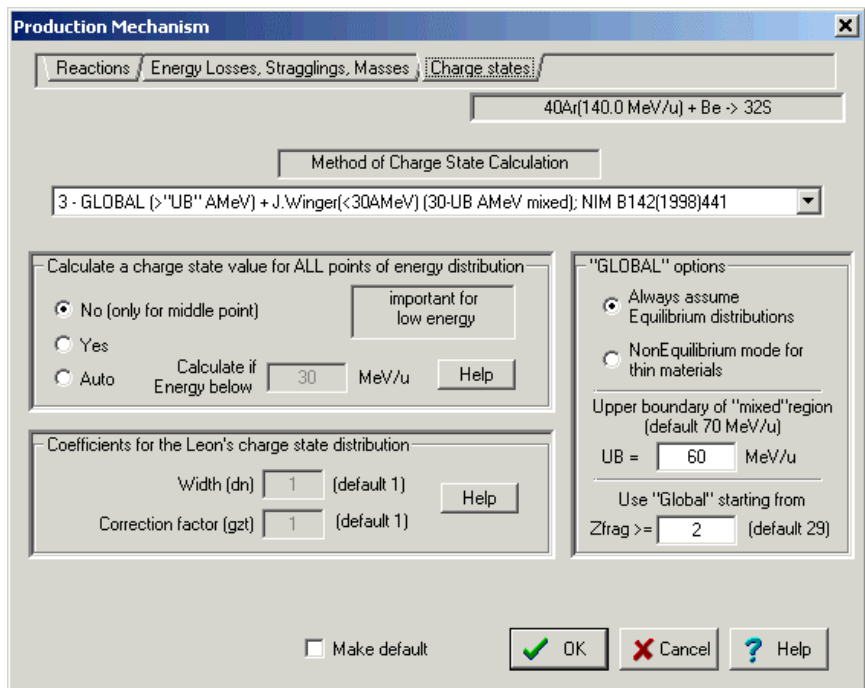 Production Mechanism
Reactions
Energy Losses, Stragglings, Masses
Charge states
40Ar(140.0 MeV/u) + Be -> 32S
Method of Charge State Calculation
3 - GLOBAL (>"UB" AMeV) + J.Winger(<30AMeV) (30-UB AMeV mixed); NIM B142(1998)441
Calculate a charge state value for ALL points of energy distribution
No (only for middle point)
important for
low energy
Yes
Auto
Calculate if
Energy below
30
MeV/u
Help
Coefficients for the Leon's charge state distribution
Width (dn)
1
(default 1)
Correction factor (gzt)
1
(default 1)
Help
"GLOBAL" options
Always assume
Equilibrium distributions
NonEquilibrium mode for
thin materials
Upper boundary of "mixed"region
(default 70 MeV/u)
UB =
60
MeV/u
Use "Global" starting from
Zfrag >=
2
(default 29)
Make default
OK
Cancel
Help